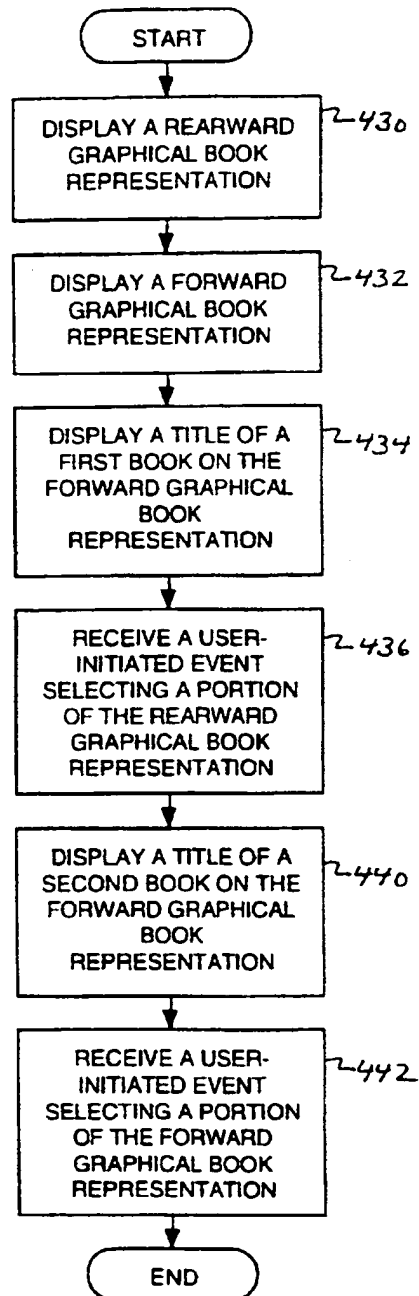 START
DISPLAY A REARWARD
GRAPHICAL BOOK
REPRESENTATION
430
DISPLAY A FORWARD
GRAPHICAL BOOK
REPRESENTATION
432
DISPLAY A TITLE OF A
FIRST BOOK ON THE
FORWARD GRAPHICAL
BOOK
REPRESENTATION
434
RECEIVE A USER-
INITIATED EVENT
SELECTING A PORTION
OF THE REARWARD
GRAPHICAL BOOK
REPRESENTATION
436
DISPLAY A TITLE OF A
SECOND BOOK ON THE
FORWARD GRAPHICAL
BOOK
REPRESENTATION
440
RECEIVE A USER-
INITIATED EVENT
SELECTING A PORTION
OF THE FORWARD
GRAPHICAL BOOK
REPRESENTATION
442
END